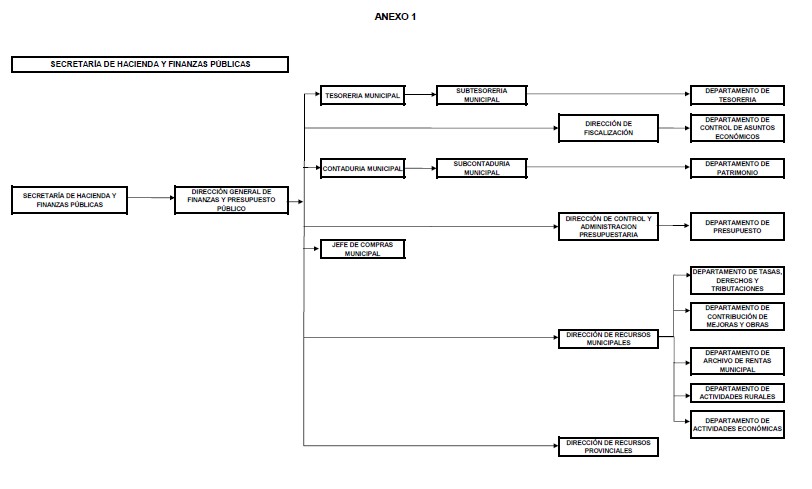 ANEXO 1
SECRETARÍA DE HACIENDA Y FINANZAS PÚBLICAS
TESORERIA MUNICIPAL
SUBTESORERIA
MUNICIPAL
DEPARTAMENTO DE
TESORERIA
DIRECCIÓN DE
FISCALIZACIÓN
DEPARTAMENTO DE
CONTROL DE ASUNTOS
ECONÓMICOS
CONTADURIA MUNICIPAL
SUBCONTADURIA
MUNICIPAL
DEPARTAMENTO DE
PATRIMONIO
SECRETARÍA DE HACIENDA Y
FINANZAS PÚBLICAS
DIRECCIÓN GENERAL DE
FINANZAS Y PRESUPUESTO
PÚBLICO
DIRECCIÓN DE CONTROL Y
ADMINISTRACION
PRESUPUESTARIA
DEPARTAMENTO DE
PRESUPUESTO
JEFE DE COMPRAS
MUNICIPAL
DEPARTAMENTO DE TASAS,
DERECHOS Y
TRIBUTACIONES
DEPARTAMENTO DE
CONTRIBUCIÓN DE
MEJORAS Y OBRAS
DIRECCIÓN DE RECURSOS
MUNICIPALES
DEPARTAMENTO DE
ARCHIVO DE RENTAS
MUNICIPAL
DEPARTAMENTO DE
ACTIVIDADES RURALES
DEPARTAMENTO DE
ACTIVIDADES ECONÓMICAS
DIRECCIÓN DE RECURSOS
PROVINCIALES